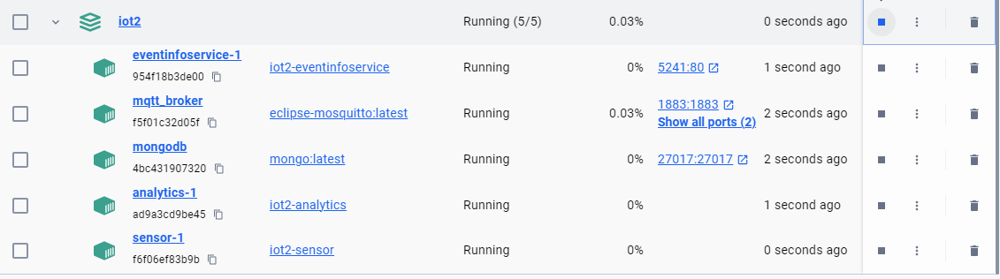 iot2 Running (5/5) 0.03% 0 seconds ago
eventinfoservice-1
954f18b3de00 iot2-eventinfoservice Running 0% 5241:80 1 second ago
mqtt_broker
f5f01c32d05f eclipse-mosquitto:latest Running 0.03% 1883:1883 2 seconds ago
Show all ports (2)
mongodb
4bc431907320 mongo:latest Running 0% 27017:27017 2 seconds ago
analytics-1
ad9a3cd9be45 iot2-analytics Running 0% 1 second ago
sensor-1
f6f06ef83b9b iot2-sensor Running 0% 0 seconds ago